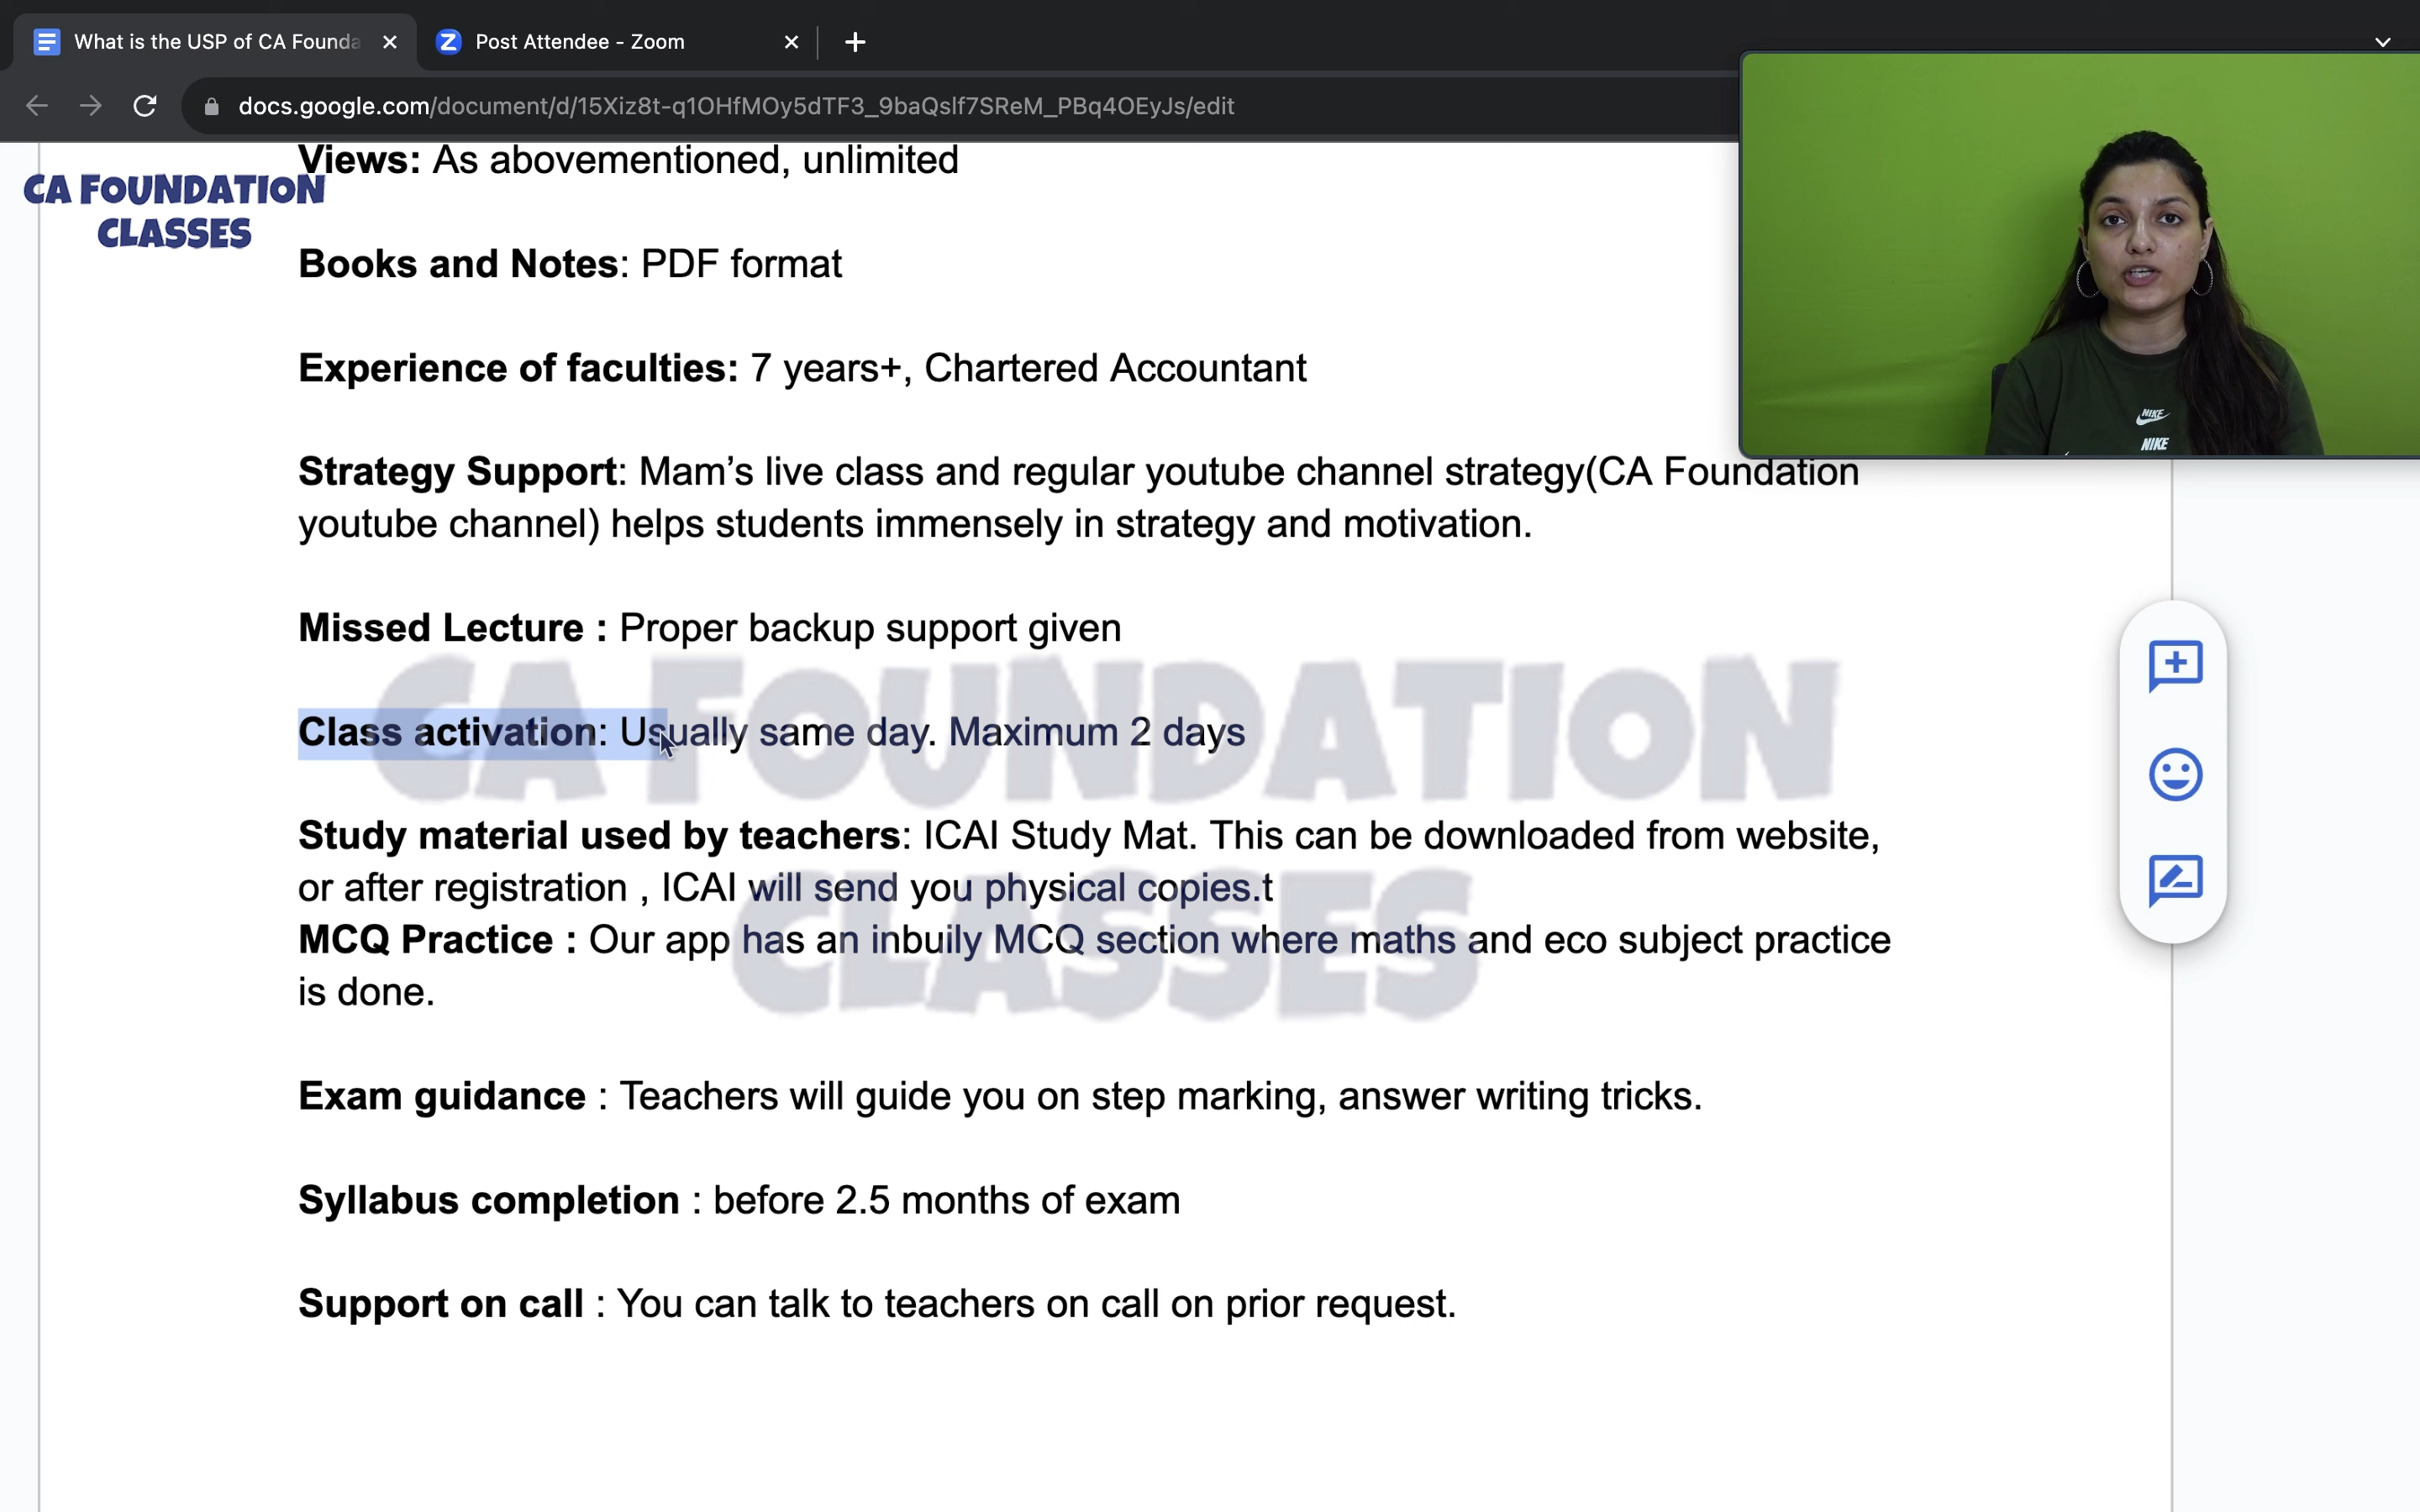 What is the USP of CA Founda
Post Attendee - Zoom
docs.google.com/document/d/15Xiz8t-q1OHfMOy5dTF3_9baQslf7SReM_PBq4OEyJs/edit
Views: As abovementioned, unlimited
CA FOUNDATION
CLASSES
Books and Notes: PDF format
Experience of faculties: 7 years+, Chartered Accountant
NIKE
NIKE
Strategy Support: Mam’s live class and regular youtube channel strategy(CA Foundation
youtube channel) helps students immensely in strategy and motivation.
Missed Lecture : Proper backup support given
CA FOUNDATION
CLASSES
Class activation: Usually same day. Maximum 2 days
Study material used by teachers: ICAI Study Mat. This can be downloaded from website,
or after registration , ICAI will send you physical copies.t
MCQ Practice : Our app has an inbuily MCQ section where maths and eco subject practice
is done.
Exam guidance : Teachers will guide you on step marking, answer writing tricks.
Syllabus completion : before 2.5 months of exam
Support on call : You can talk to teachers on call on prior request.